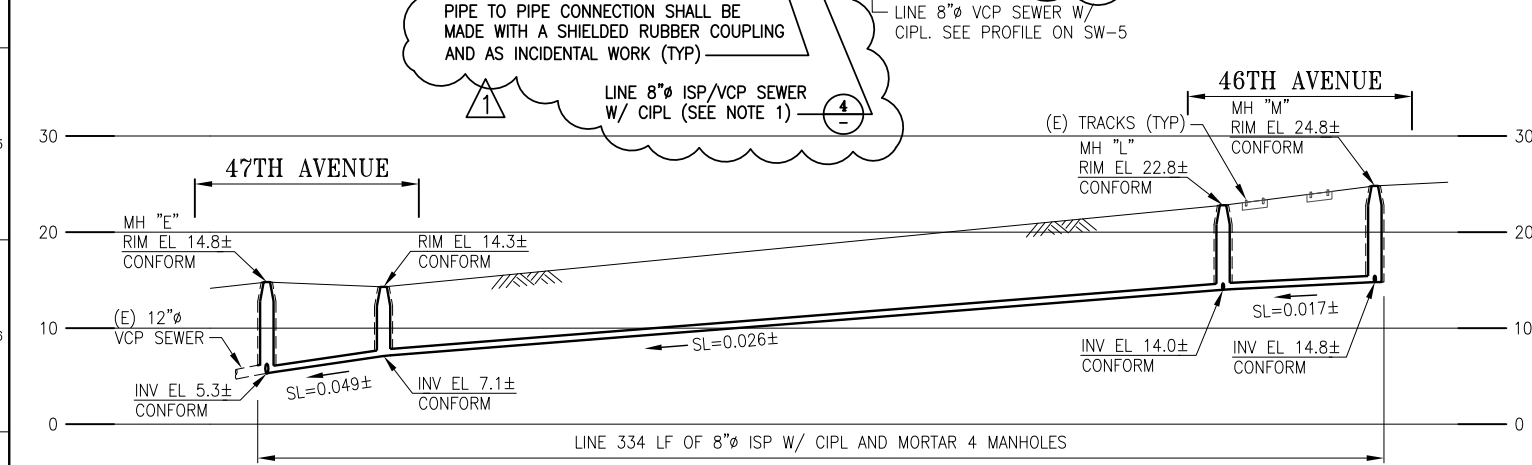 PIPE TO PIPE CONNECTION SHALL BE
MADE WITH A SHIELDED RUBBER COUPLING
AND AS INCIDENTAL WORK (TYP)
LINE 8"ø VCP SEWER W/
CIPL. SEE PROFILE ON SW-5
1
LINE 8"ø ISP/VCP SEWER
W/ CIPL (SEE NOTE 1)
4
-
46TH AVENUE
(E) TRACKS (TYP)
MH "M"
RIM EL 24.8±
CONFORM
30
30
MH "L"
RIM EL 22.8±
CONFORM
47TH AVENUE
MH "E"
RIM EL 14.8±
CONFORM
RIM EL 14.3±
CONFORM
20
20
(E) 12"ø
VCP SEWER
10
10
SL=0.017±
SL=0.026±
INV EL 14.0±
CONFORM
INV EL 14.8±
CONFORM
INV EL 5.3±
CONFORM
SL=0.049±
INV EL 7.1±
CONFORM
0
0
LINE 334 LF OF 8"ø ISP W/ CIPL AND MORTAR 4 MANHOLES